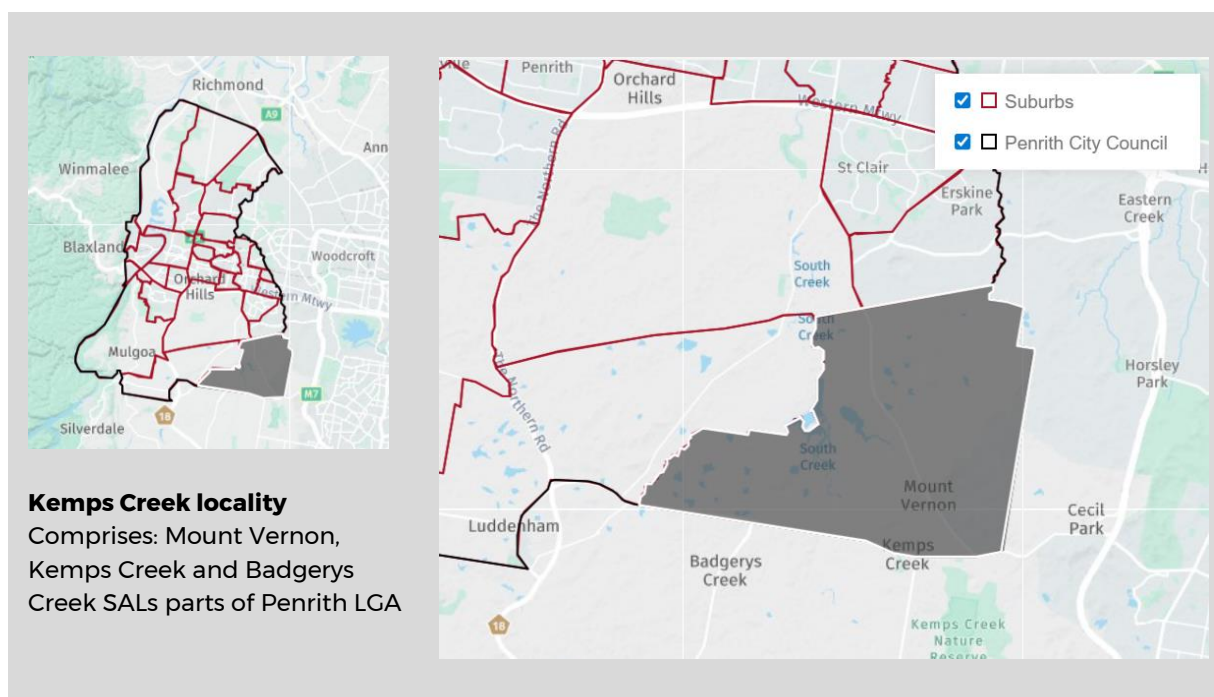 Richmond
A9
Ann
Winmalee
Blaxland
Woodcroft
Orchard
Hills
Western Mtwy
Mulgoa
M7
18
Silverdale
Kemps Creek locality
Comprises: Mount Vernon,
Kemps Creek and Badgerys
Creek SALs parts of Penrith LGA
Penrith
Orchard
Hills
Western Mtwy
Suburbs
Penrith City Council
The Northern Rd
St Clair
Erskine
Park
Eastern
Creek
South
Creek
South
Creek
The Northern Rd
Horsley
Park
South
Creek
Mount
Vernon
Luddenham
Cecil
Park
Kemps
Creek
Badgerys
Creek
18
Kemps Creek
Nature
Reserve